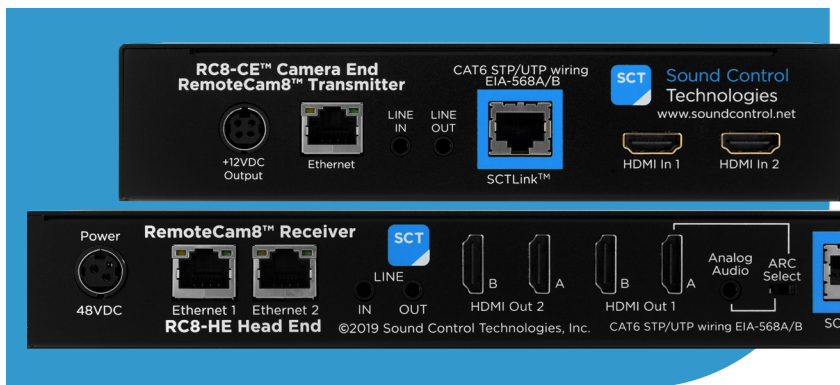 RC8-CE™ Camera End
RemoteCam8™ Transmitter
CAT6 STP/UTP wiring
EIA-568A/B
SCT
Sound Control
Technologies
www.soundcontrol.net
LINE IN
LINE OUT
+12VDC
Output
Ethernet
SCTLink™
HDMI In 1
HDMI In 2
Power
RemoteCam8™ Receiver
SCT
LINE
B
A
B
A
Analog
Audio
ARC
Select
48VDC
Ethernet 1
Ethernet 2
IN
OUT
HDMI Out 2
HDMI Out 1
RC8-HE Head End
©2019 Sound Control Technologies, Inc.
CAT6 STP/UTP wiring EIA-568A/B